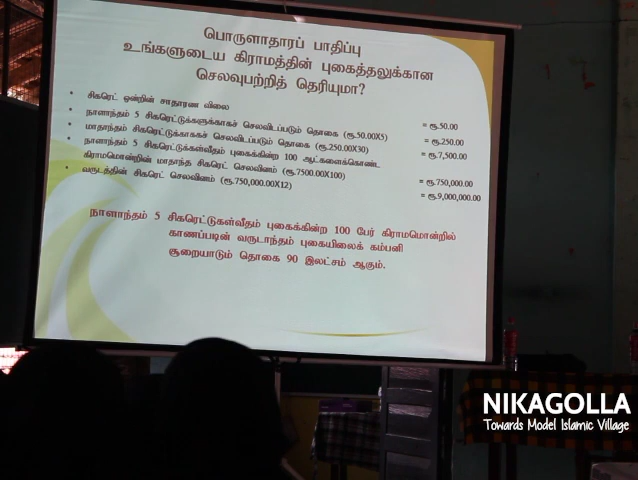 பொருளாதாரப் பாதிப்பு
உங்களுடைய கிராமத்தின் புகைத்தலுக்கான
செலவுபற்றித் தெரியுமா?
• சிகரெட் ஒன்றின் சாதாரண விலை = ரூ.50.00
• நாளாந்தம் 5 சிகரெட்டுக்களுக்காகச் செலவிடப்படும் தொகை (ரூ.50.00X5) = ரூ.250.00
• மாதாந்தம் சிகரெட்டுக்காகச் செலவிடப்படும் தொகை (ரூ.250.00X30) = ரூ.7,500.00
• நாளாந்தம் 5 சிகரெட்டுக்கள்வீதம் புகைக்கின்ற 100 ஆட்களைக்கொண்ட
கிராமமொன்றின் மாதாந்த சிகரெட் செலவினம் (ரூ.7500.00X100) = ரூ.750,000.00
• வருடத்தின் சிகரெட் செலவினம் (ரூ.750,000.00X12) = ரூ.9,000,000.00
நாளாந்தம் 5 சிகரெட்டுகள்வீதம் புகைக்கின்ற 100 பேர் கிராமமொன்றில்
காணப்படின் வருடாந்தம் புகையிலைக் கம்பனி
சூறையாடும் தொகை 90 இலட்சம் ஆகும்.
NIKAGOLLA
Towards Model Islamic Village